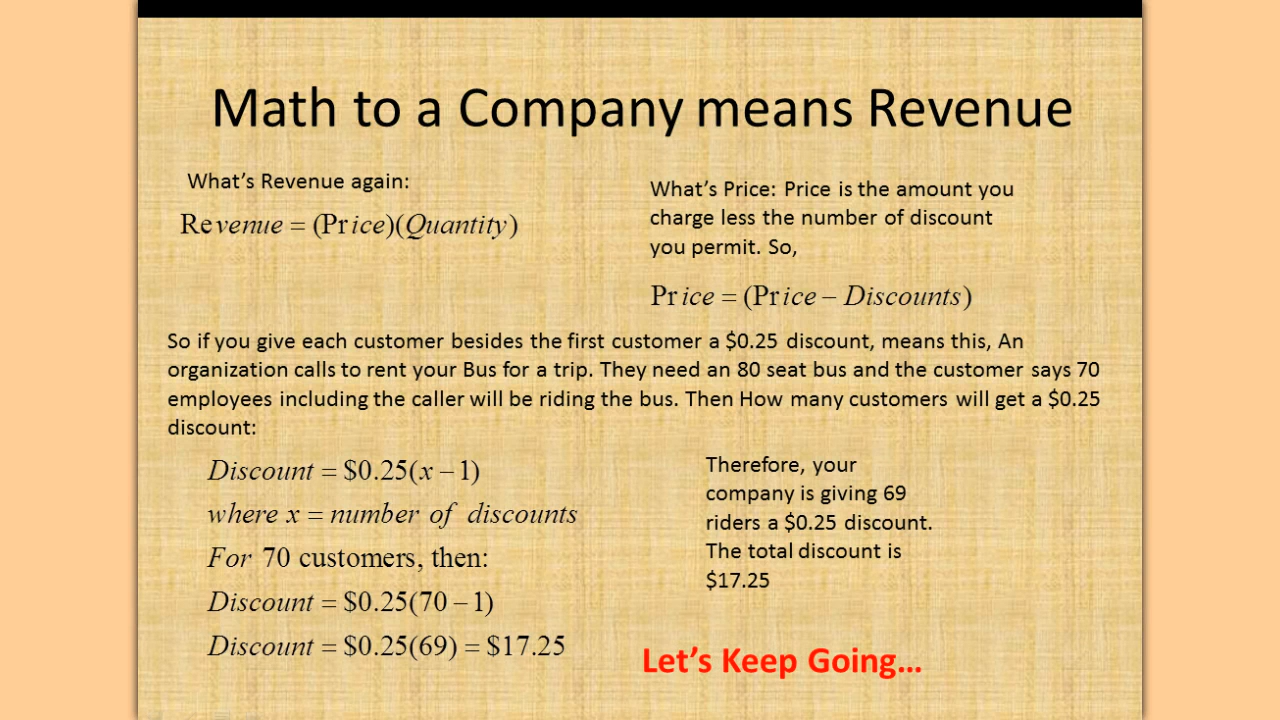 Math to a Company means Revenue
What's Revenue again:
Revenue = (Price)(Quantity)
What's Price: Price is the amount you
charge less the number of discount
you permit. So,
Price = (Price − Discounts)
So if you give each customer besides the first customer a $0.25 discount, means this, An
organization calls to rent your Bus for a trip. They need an 80 seat bus and the customer says 70
employees including the caller will be riding the bus. Then How many customers will get a $0.25
discount:
Discount = $0.25(x − 1)
where x = number of discounts
For 70 customers, then:
Discount = $0.25(70 − 1)
Discount = $0.25(69) = $17.25
Therefore, your
company is giving 69
riders a $0.25 discount.
The total discount is
$17.25
Let's Keep Going...